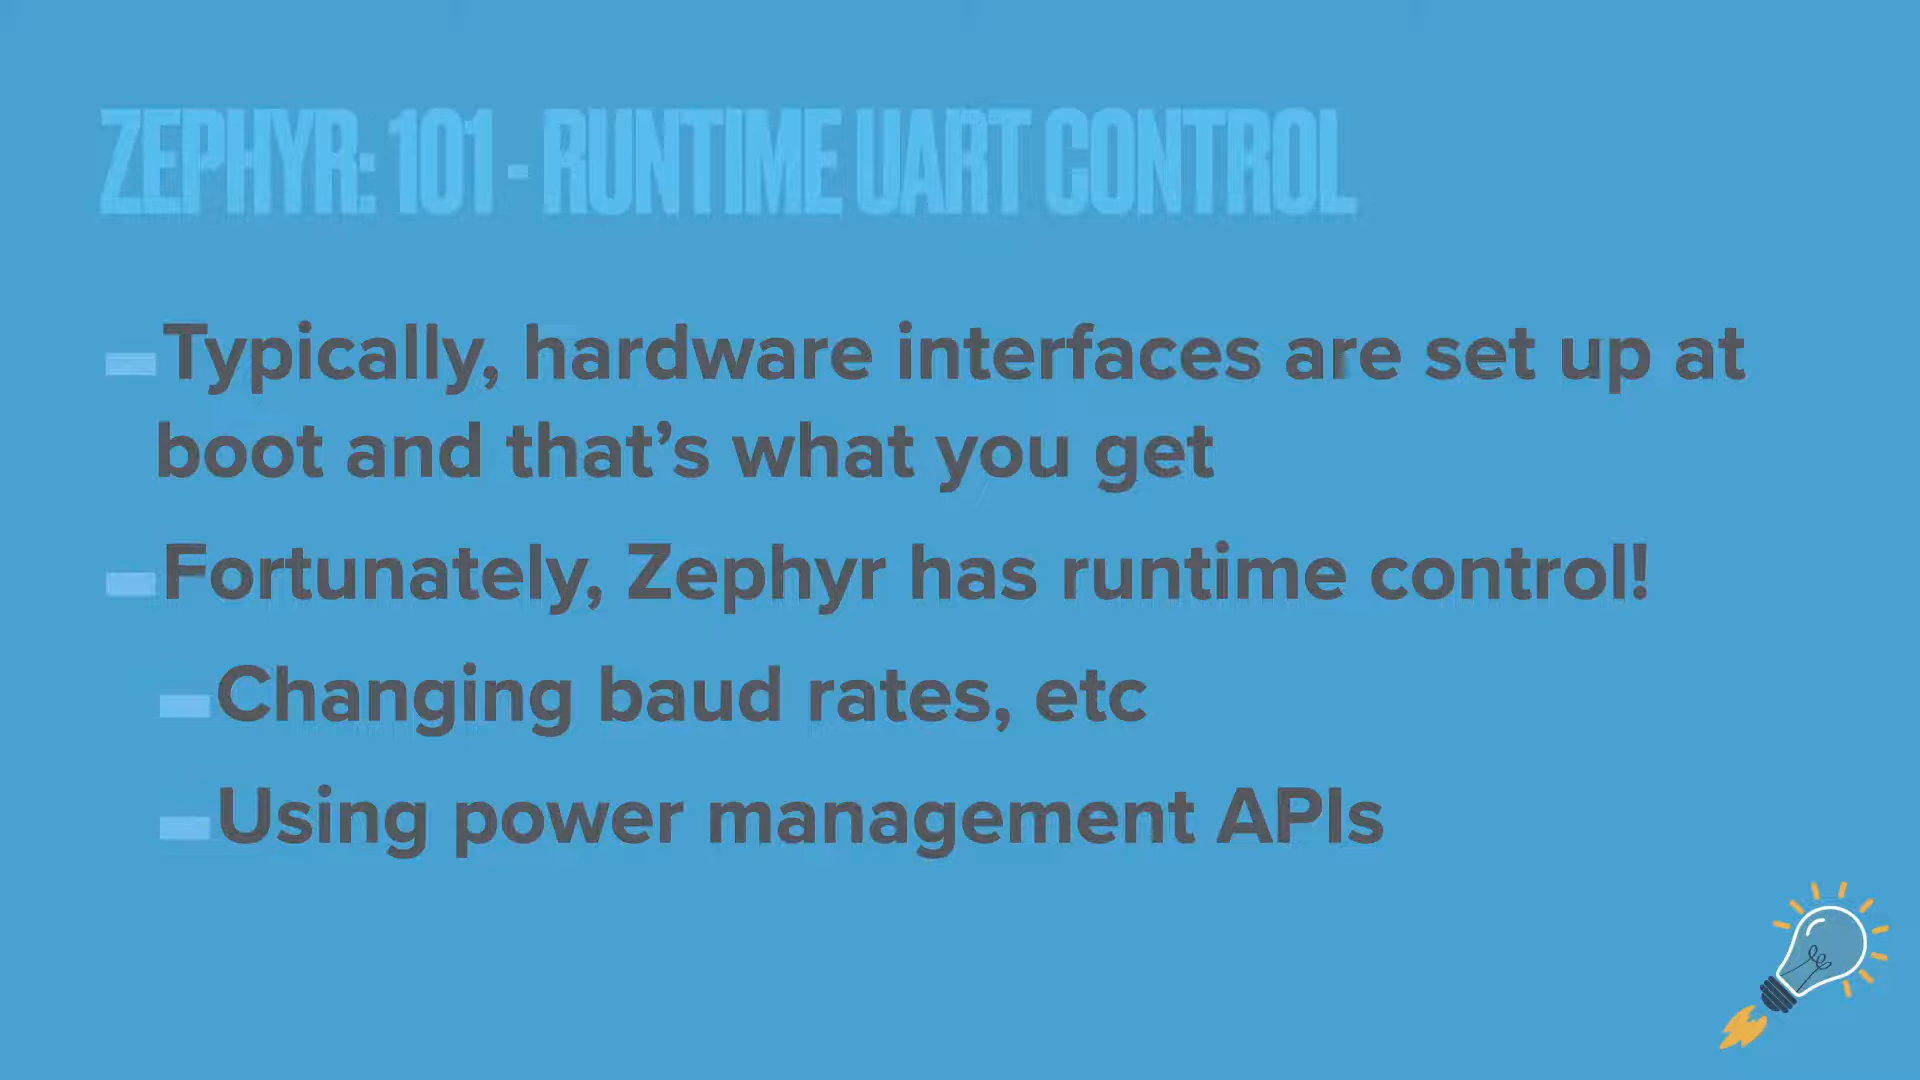 ZEPHYR: 101 - RUNTIME UART CONTROL
Typically, hardware interfaces are set up at
boot and that’s what you get
Fortunately, Zephyr has runtime control!
Changing baud rates, etc
Using power management APIs